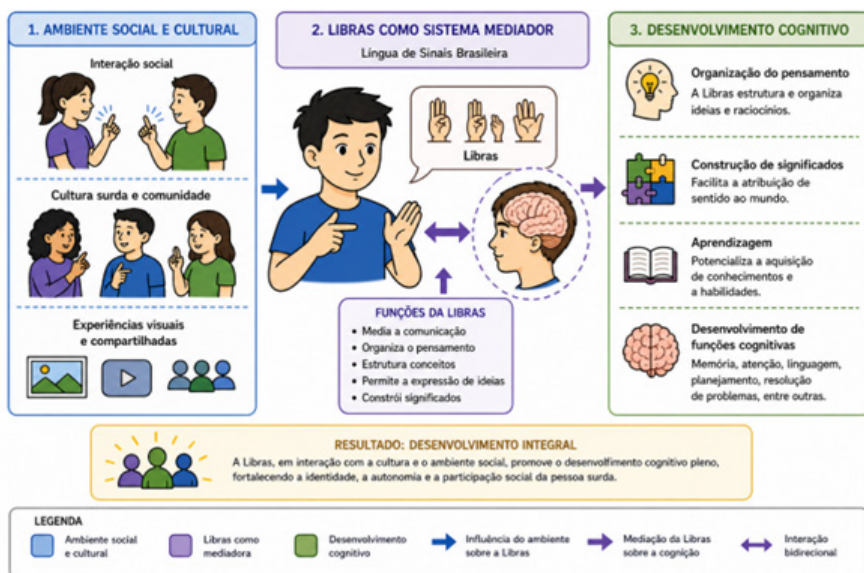 1. AMBIENTE SOCIAL E CULTURAL
Interação social
Cultura surda e comunidade
Experiências visuais
e compartilhadas
2. LIBRAS COMO SISTEMA MEDIADOR
Língua de Sinais Brasileira
Libras
FUNÇÕES DA LIBRAS
• Media a comunicação
• Organiza o pensamento
• Estrutura conceitos
• Permite a expressão de ideias
• Constrói significados
3. DESENVOLVIMENTO COGNITIVO
Organização do pensamento
A Libras estrutura e organiza
ideias e raciocínios.
Construção de significados
Facilita a atribuição de
sentido ao mundo.
Aprendizagem
Potencializa a aquisição
de conhecimentos e
a habilidades.
Desenvolvimento de
funções cognitivas
Memória, atenção, linguagem,
planejamento, resolução
de problemas, entre outras.
RESULTADO: DESENVOLVIMENTO INTEGRAL
A Libras, em interação com a cultura e o ambiente social, promove o desenvolfimento cognitivo pleno,
fortalecendo a identidade, a autonomia e a participação social da pessoa surda.
LEGENDA
Ambiente social
e cultural
Libras como
mediadora
Desenvolvimento
cognitivo
Influência do ambiente
sobre a Libras
Mediação da Libras
sobre a cognição
Interação
bidirecional